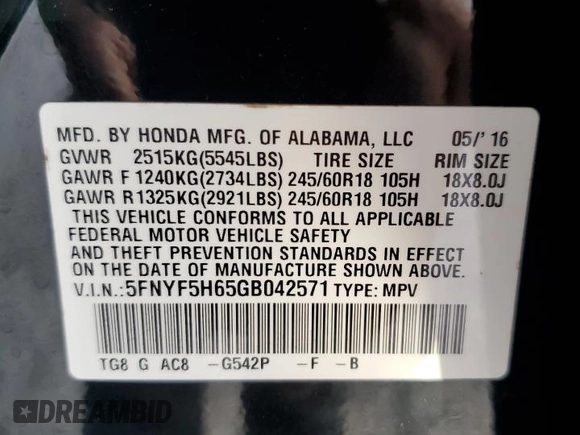 MFD. BY HONDA MFG. OF ALABAMA, LLC 05/' 16
GVWR 2515KG(5545LBS) TIRE SIZE RIM SIZE
GAWR F 1240KG(2734LBS) 245/60R18 105H 18X8.0J
GAWR R 1325KG(2921LBS) 245/60R18 105H 18X8.0J
THIS VEHICLE CONFORMS TO ALL APPLICABLE
FEDERAL MOTOR VEHICLE SAFETY
AND THEFT PREVENTION STANDARDS IN EFFECT
ON THE DATE OF MANUFACTURE SHOWN ABOVE.
V.I.N.:5FNYF5H65GB042571 TYPE: MPV
TG8 G AC8 -G542P -F -B
DREAMBID